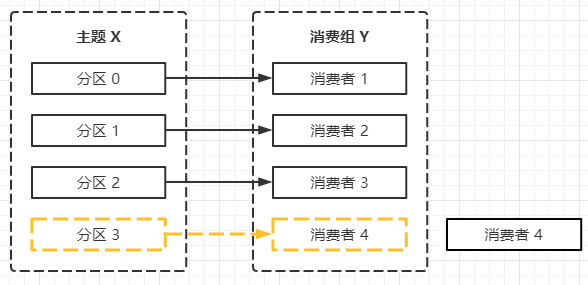 主题 X
消费组 Y
分区 0
消费者 1
分区 1
消费者 2
分区 2
消费者 3
分区 3
消费者 4
消费者 4